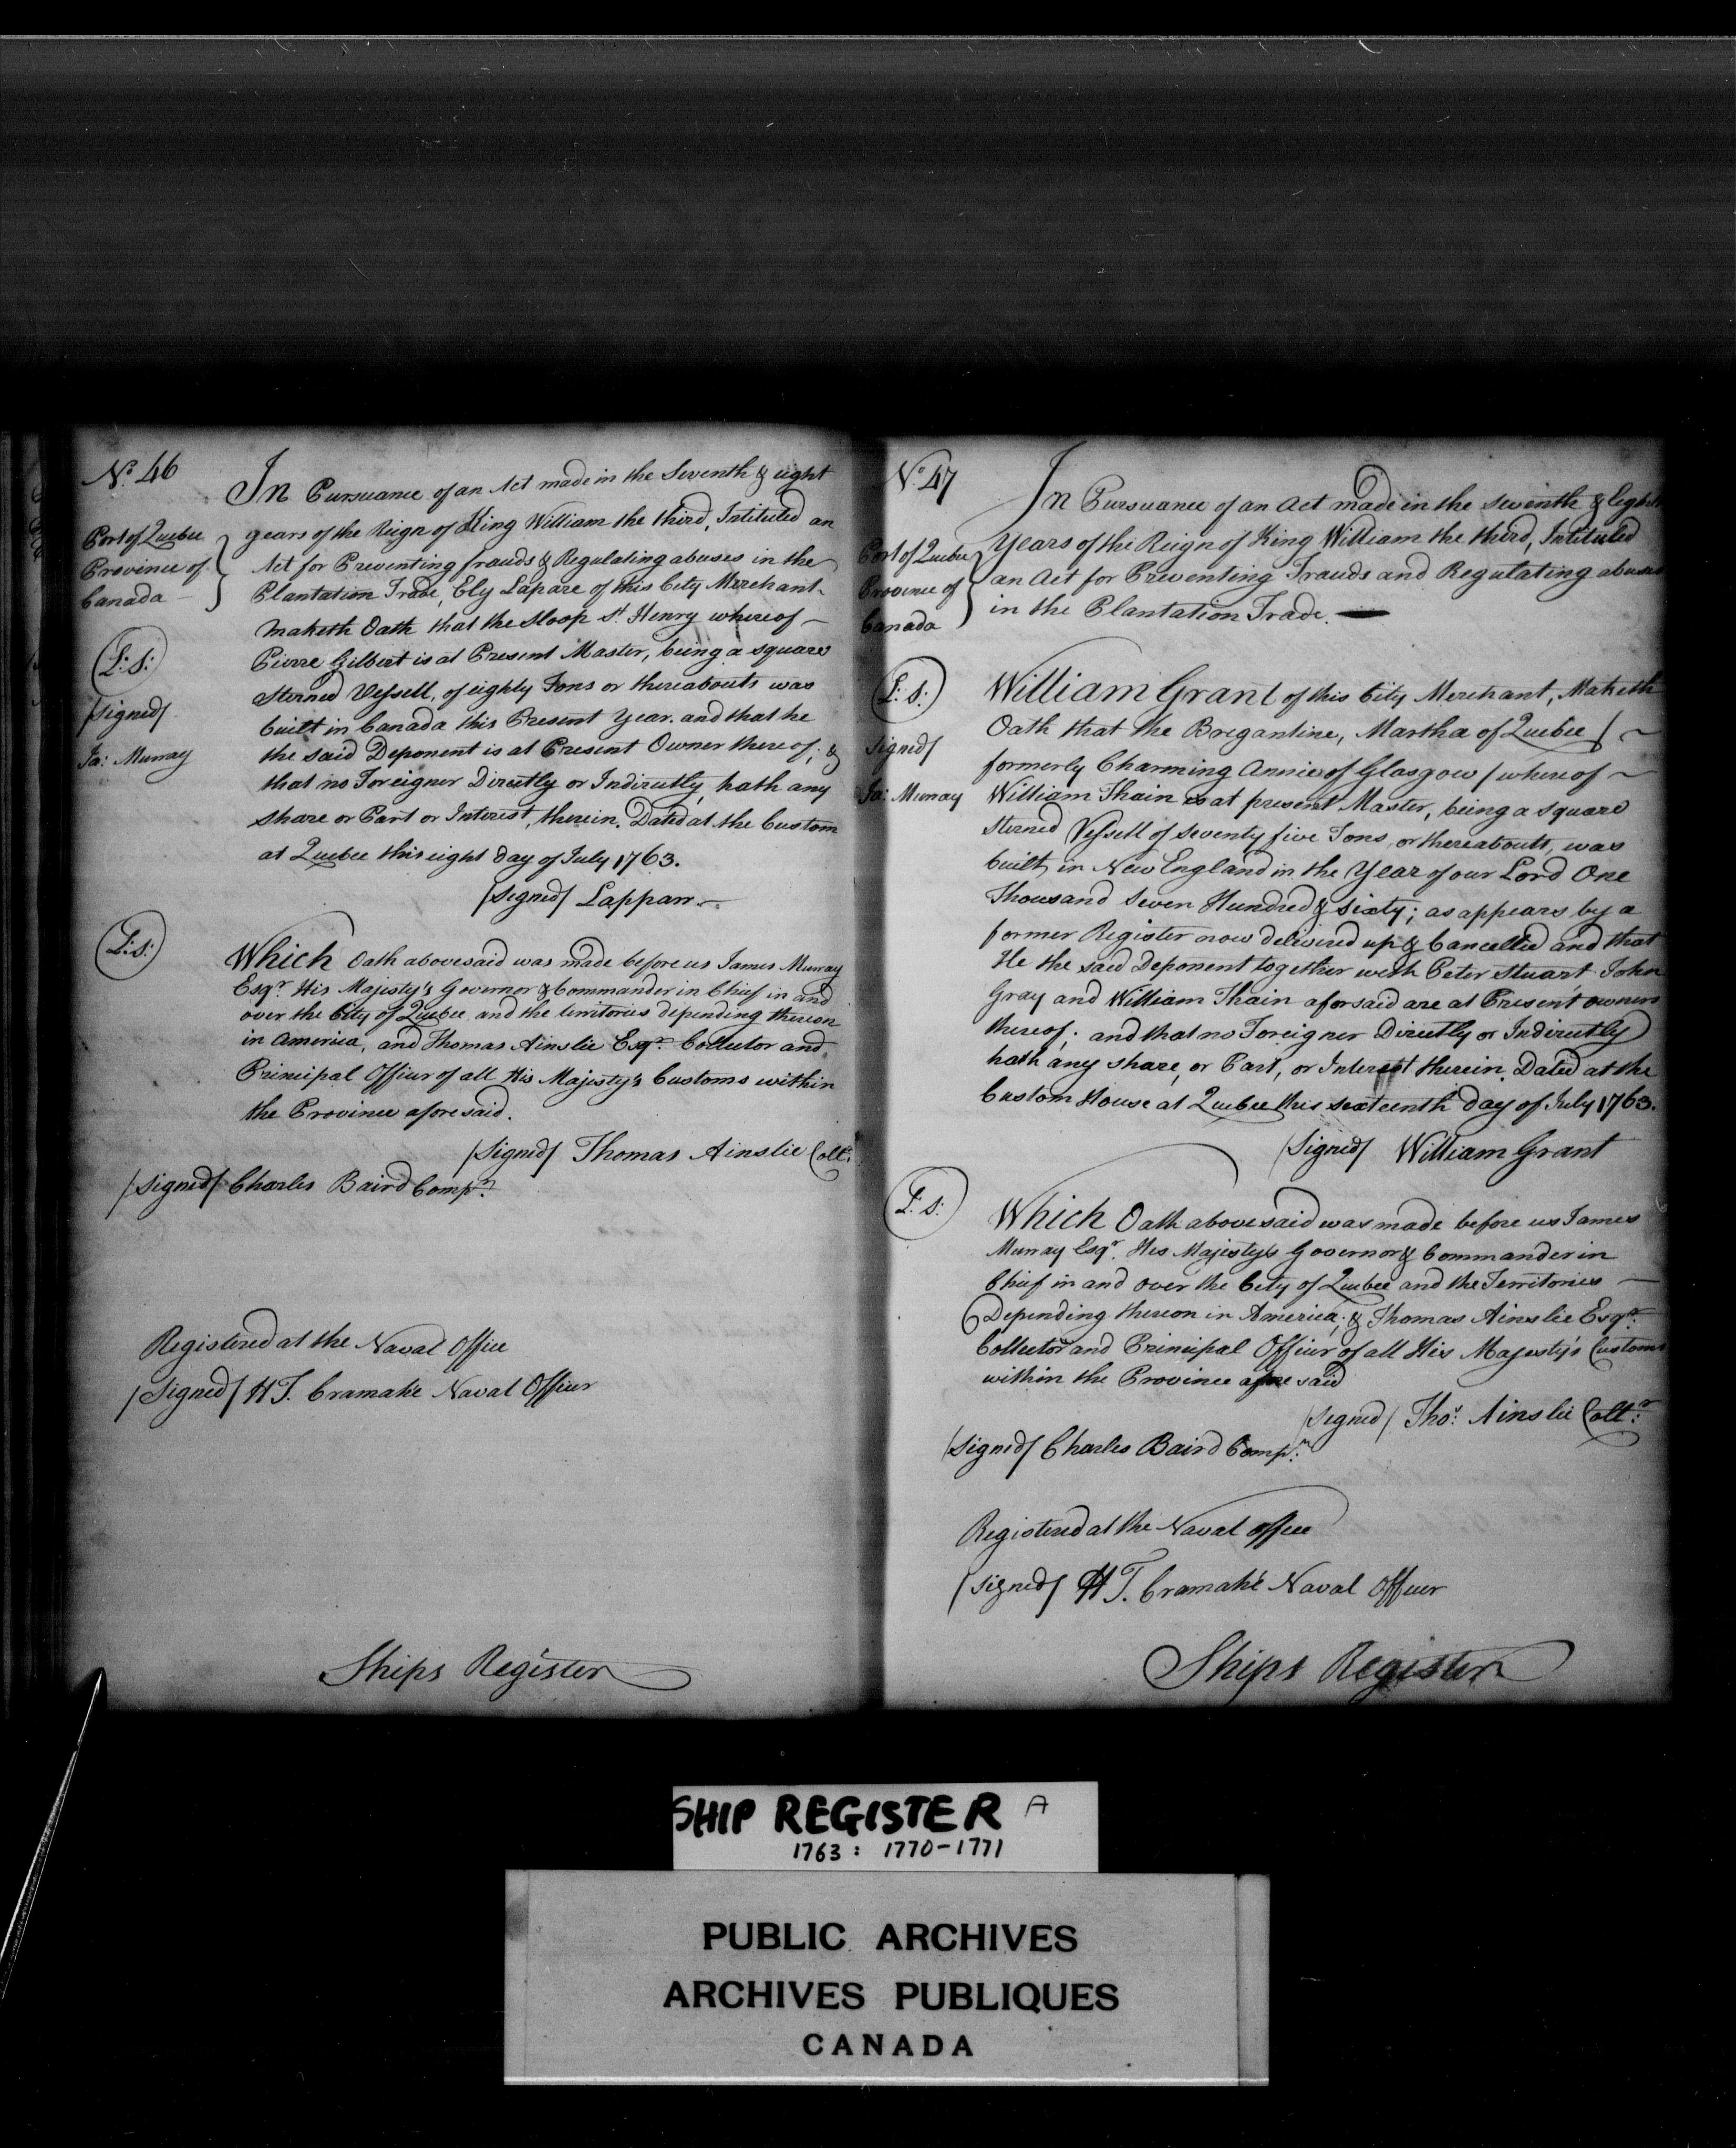 No. 46
Port of Quebec
Province of
Canada
L: S:
/Signed/
Ja: Murray
In Pursuance of an Act made in the Seventh & eight
years of the Reign of King William the third, Intituled an
Act for Preventing frauds & Regulating abuses in the
Plantation Trade, Ely Lapare of this City Merchant.
Maketh Oath that the Sloop St. Henry whereof
Pierre Gilbert is at Present Master, being a square
Sterned Vessell, of eighty Tons or thereabouts was
built in Canada this Present Year. and that he
the said Deponent is at Present Owner thereof; &
that no Foreigner Directly or Indirectly hath any
share or Part or Interest, therein. Dated at the Custom
at Quebec this eight day of July 1763.
/Signed/ Lapparr
L: S:
Which Oath abovesaid was made before us James Murray
Esqr. His Majesty's Governor & Commander in Chief in and
over the City of Quebec and the territories depending thereon
in America, and Thomas Ainslie Esqr. Collector and
Principal Officer of all His Majesty's Customs within
the Province aforesaid.
/Signed/ Thomas Ainslie Collr.
/Signed/ Charles Baird Compr.
Registered at the Naval Office
/Signed/ H T. Cramahé Naval Officer
Ships Register
No. 47
Port of Quebec
Province of
Canada
L: S:
Signed/
Ja: Murray
In Pursuance of an Act made in the Seventh & Eight
Years of the Reign of King William the third, Intituled
an Act for Preventing Frauds and Regulating abuses
in the Plantation Trade.
William Grant of this City Merchant, Maketh
Oath that the Bregantine, Martha of Quebec /
formerly Charming Annie of Glasgow / whereof
William Thain is at present Master, being a square
Sterned Vessell of seventy five Tons, or thereabouts, was
built, in New England in the Year of our Lord One
Thousand Seven Hundred & sixty; as appears by a
former Register now delivered up & Cancelled and that
He the said Deponent together with Peter Stuart, John
Gray and William Thain aforsaid are at Present owners
thereof; and that no Foreigner Directly or Indirectly
hath any share, or Part, or Interest therein. Dated at the
Custom House at Quebec this sixteenth day of July 1763.
/Signed/ William Grant
L: S:
Which Oath abovesaid was made before us James
Murray Esqr. His Majesty's Governor & Commander in
Chief in and over the City of Quebec and the Territories
Depending thereon in America; & Thomas Ainslie Esqr.
Collector and Principal Officer of all His Majesty's Customs
within the Province afore said
/Signed/ Thos. Ainslie Collr.
/Signed/ Charles Baird Compr.
Registered at the Naval Office
/Signed/ H T. Cramahé Naval Officer
Ships Register
SHIP REGISTER A
1763: 1770-1771
PUBLIC ARCHIVES
ARCHIVES PUBLIQUES
CANADA